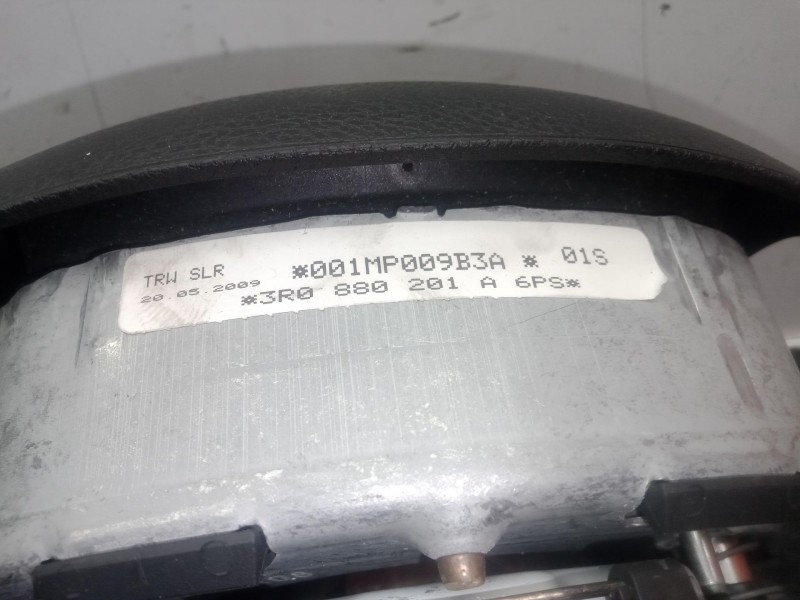 TRW SLR *001MP009B3A * 01S
20.05.2009
*3R0 880 201 A 6PS*